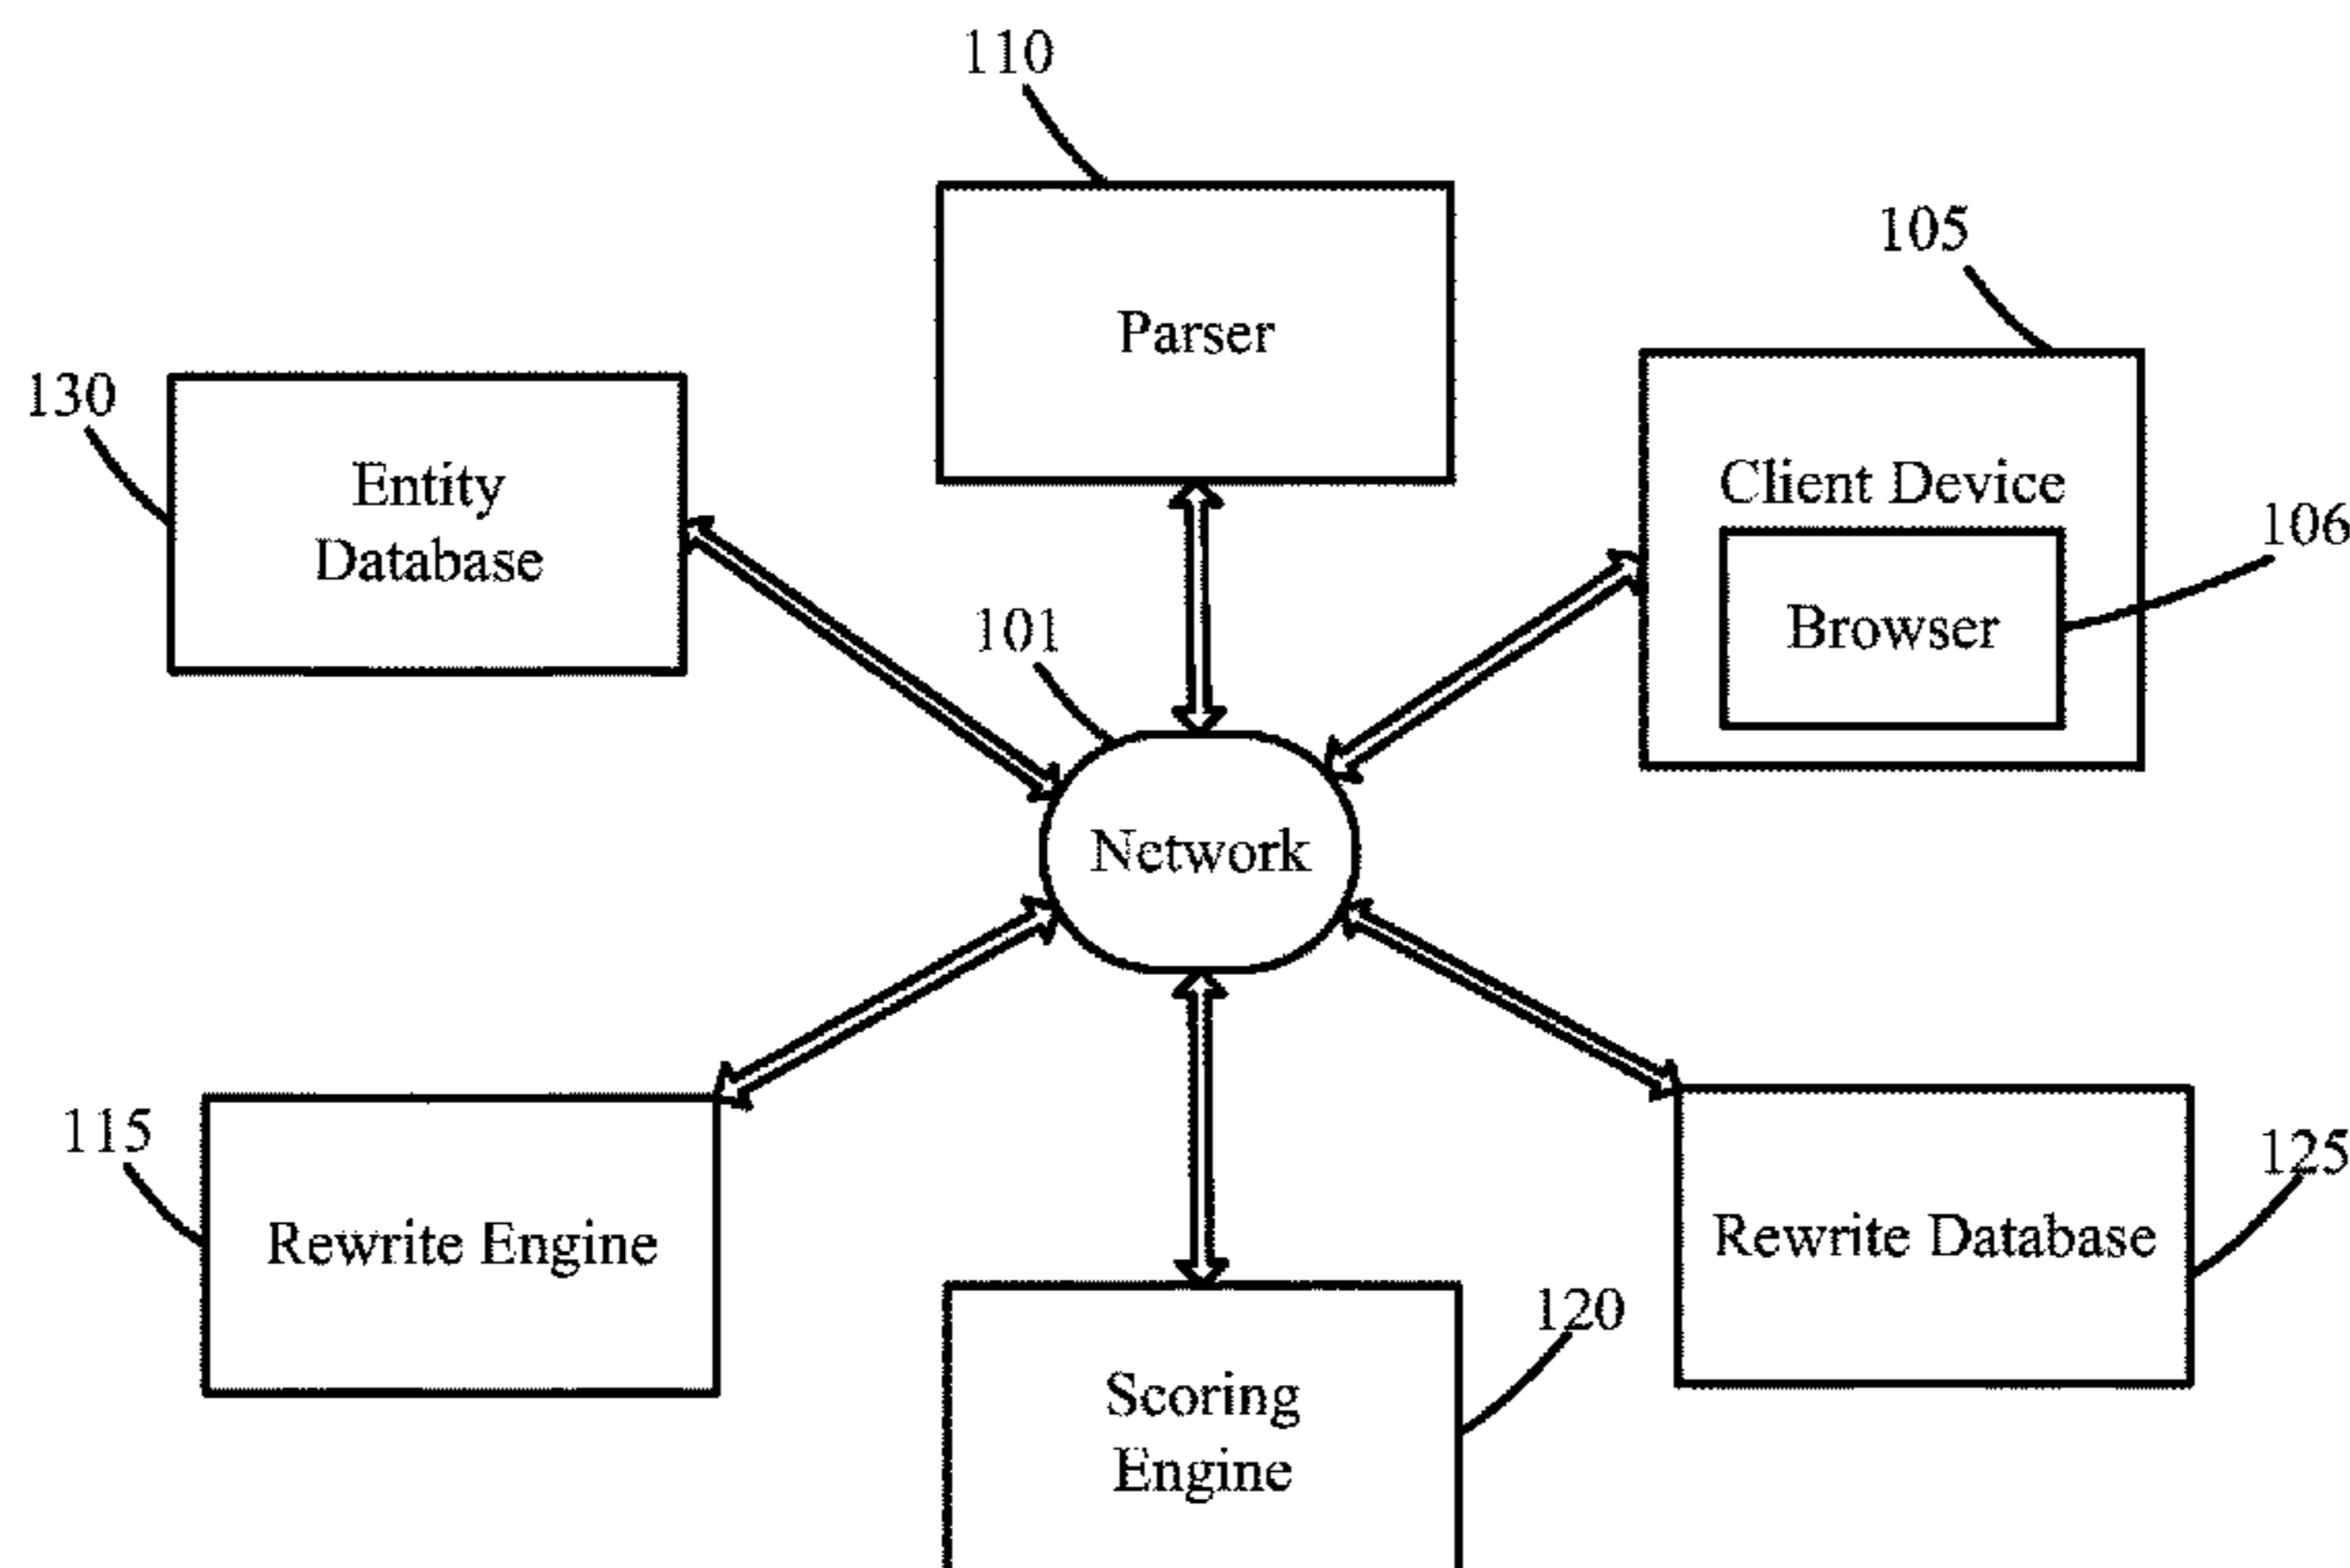 110
Parser
105
Client Device
106
Browser
130
Entity
Database
101
Network
115
Rewrite Engine
125
Rewrite Database
120
Scoring
Engine